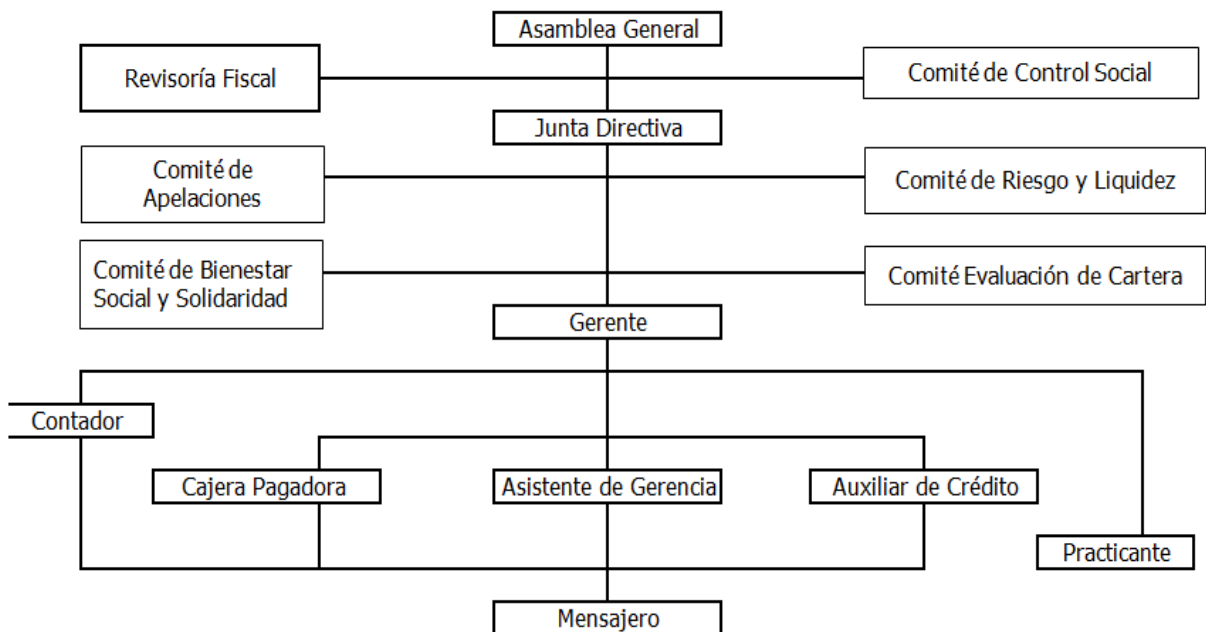 Asamblea General
Revisoría Fiscal
Comité de Control Social
Junta Directiva
Comité de
Apelaciones
Comité de Riesgo y Liquidez
Comité de Bienestar
Social y Solidaridad
Comité Evaluación de Cartera
Gerente
Contador
Cajera Pagadora
Asistente de Gerencia
Auxiliar de Crédito
Practicante
Mensajero